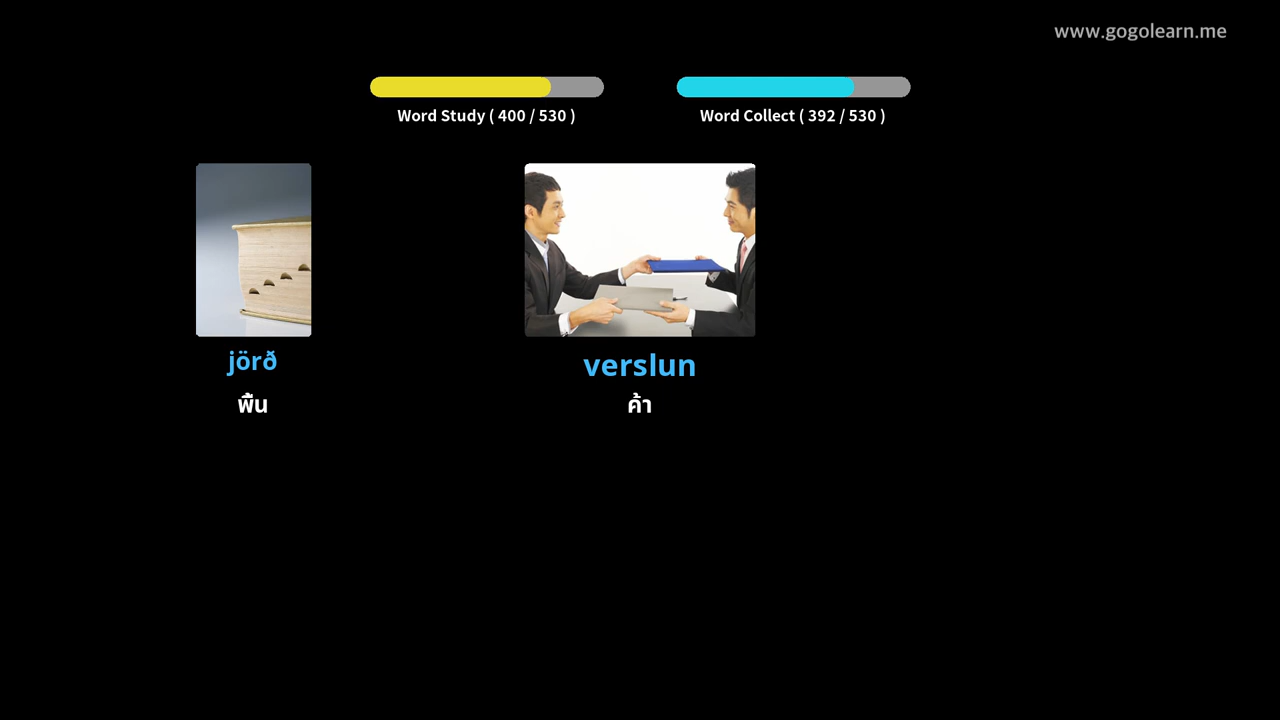 www.gogolearn.me
Word Study ( 400 / 530 )
Word Collect ( 392 / 530 )
jörð
พื้น
verslun
ค้า